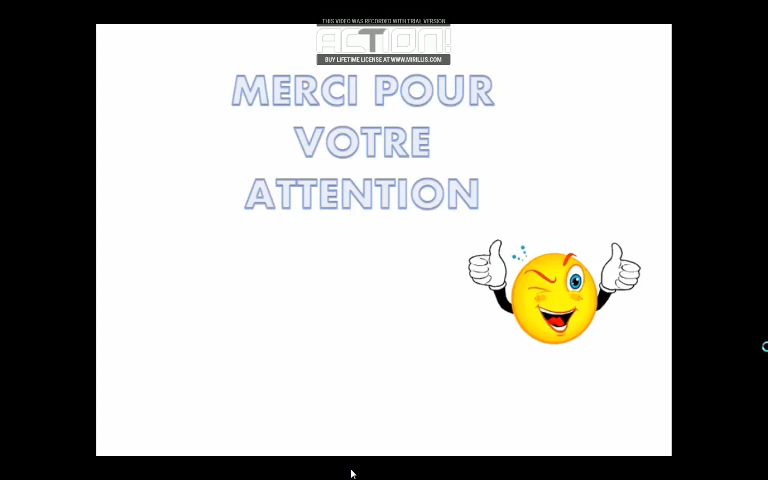 THIS VIDEO WAS RECORDED WITH TRIAL VERSION
ACTION!
BUY LIFETIME LICENSE AT WWW.MIRILLIS.COM
MERCI POUR
VOTRE
ATTENTION